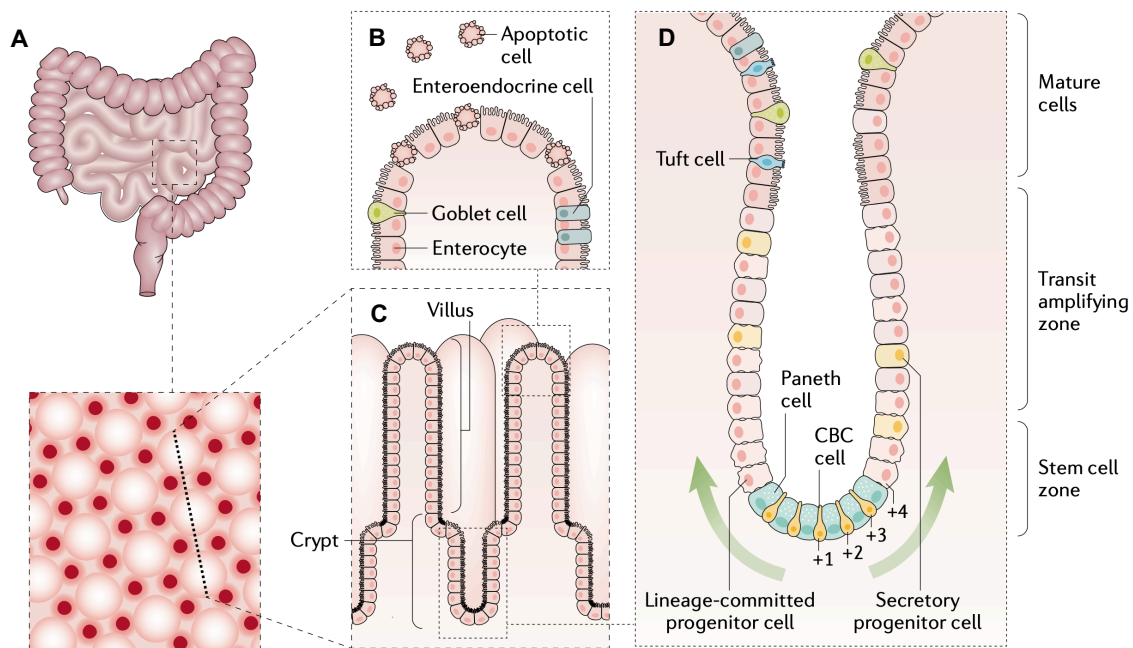 A
B
Apoptotic
cell
Enteroendocrine cell
Goblet cell
Enterocyte
C
Villus
Crypt
D
Tuft cell
Paneth
cell
CBC
cell
+4
+3
+2
+1
Lineage-committed
progenitor cell
Secretory
progenitor cell
Mature
cells
Transit
amplifying
zone
Stem cell
zone